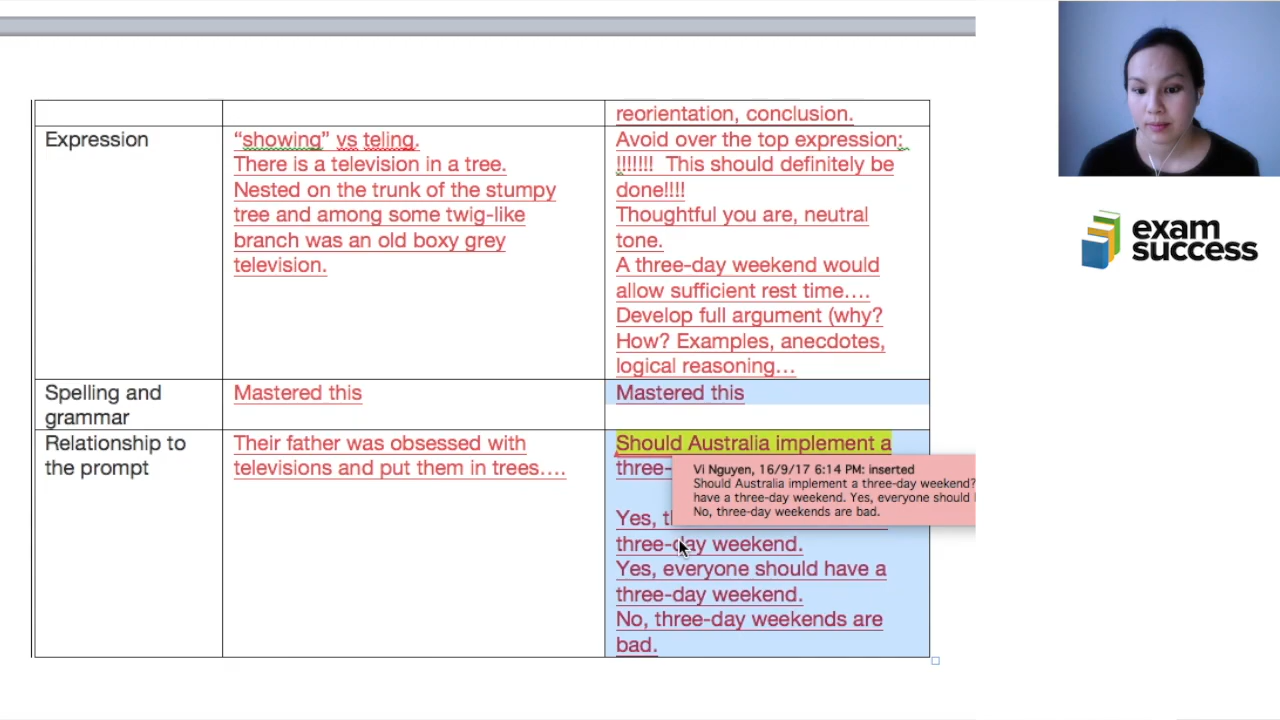 reorientation, conclusion.
Expression
“showing” vs teling.
There is a television in a tree.
Nested on the trunk of the stumpy
tree and among some twig-like
branch was an old boxy grey
television.
Avoid over the top expression:
!!!!!!! This should definitely be
done!!!!
Thoughtful you are, neutral
tone.
A three-day weekend would
allow sufficient rest time….
Develop full argument (why?
How? Examples, anecdotes,
logical reasoning…
Spelling and
grammar
Mastered this
Mastered this
Relationship to
the prompt
Their father was obsessed with
televisions and put them in trees….
Should Australia implement a
three-
Yes, t
three-day weekend.
Yes, everyone should have a
three-day weekend.
No, three-day weekends are
bad.
Vi Nguyen, 16/9/17 6:14 PM: inserted
Should Australia implement a three-day weekend?
have a three-day weekend. Yes, everyone should
No, three-day weekends are bad.
exam
success